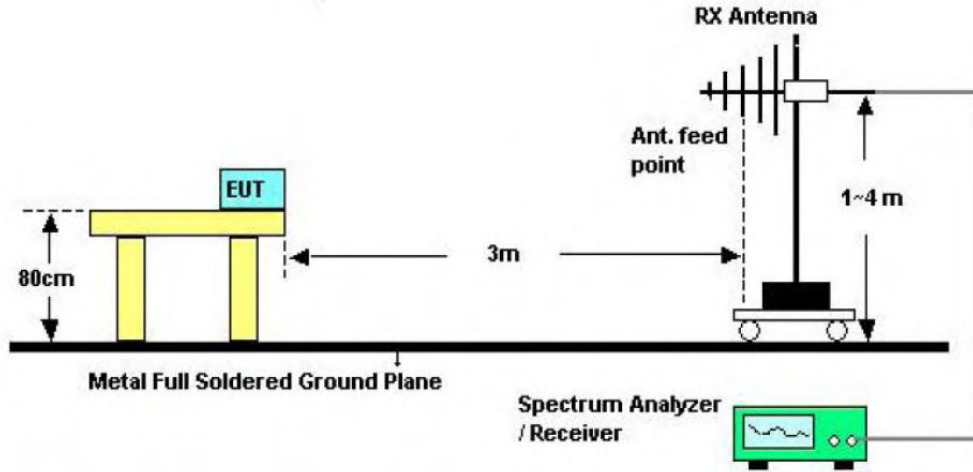 RX Antenna
Ant. feed
point
EUT
1~4 m
3m
80cm
Metal Full Soldered Ground Plane
Spectrum Analyzer
/ Receiver